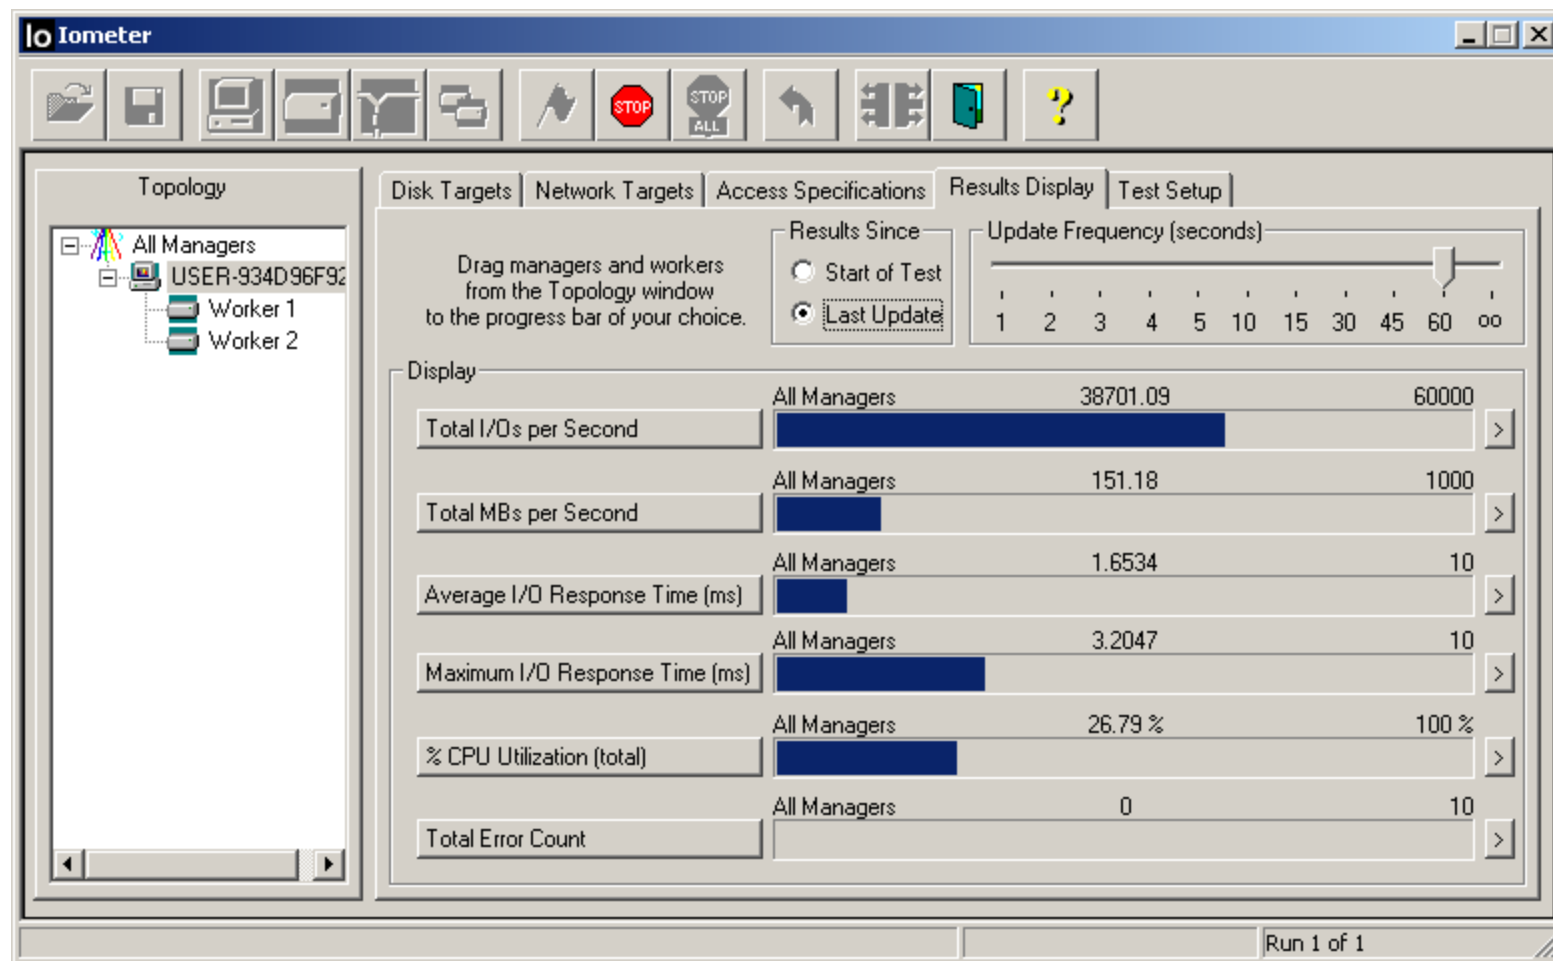 Io Iometer
STOP
STOP
ALL
?
Topology
All Managers
USER-934D96F92
Worker 1
Worker 2
Disk Targets
Network Targets
Access Specifications
Results Display
Test Setup
Drag managers and workers
from the Topology window
to the progress bar of your choice.
Results Since
Start of Test
Last Update
Update Frequency (seconds)
1 2 3 4 5 10 15 30 45 60 oo
Display
All Managers 38701.09 60000
Total I/Os per Second >
All Managers 151.18 1000
Total MBs per Second >
All Managers 1.6534 10
Average I/O Response Time (ms) >
All Managers 3.2047 10
Maximum I/O Response Time (ms) >
All Managers 26.79 % 100 %
% CPU Utilization (total) >
All Managers 0 10
Total Error Count >
Run 1 of 1